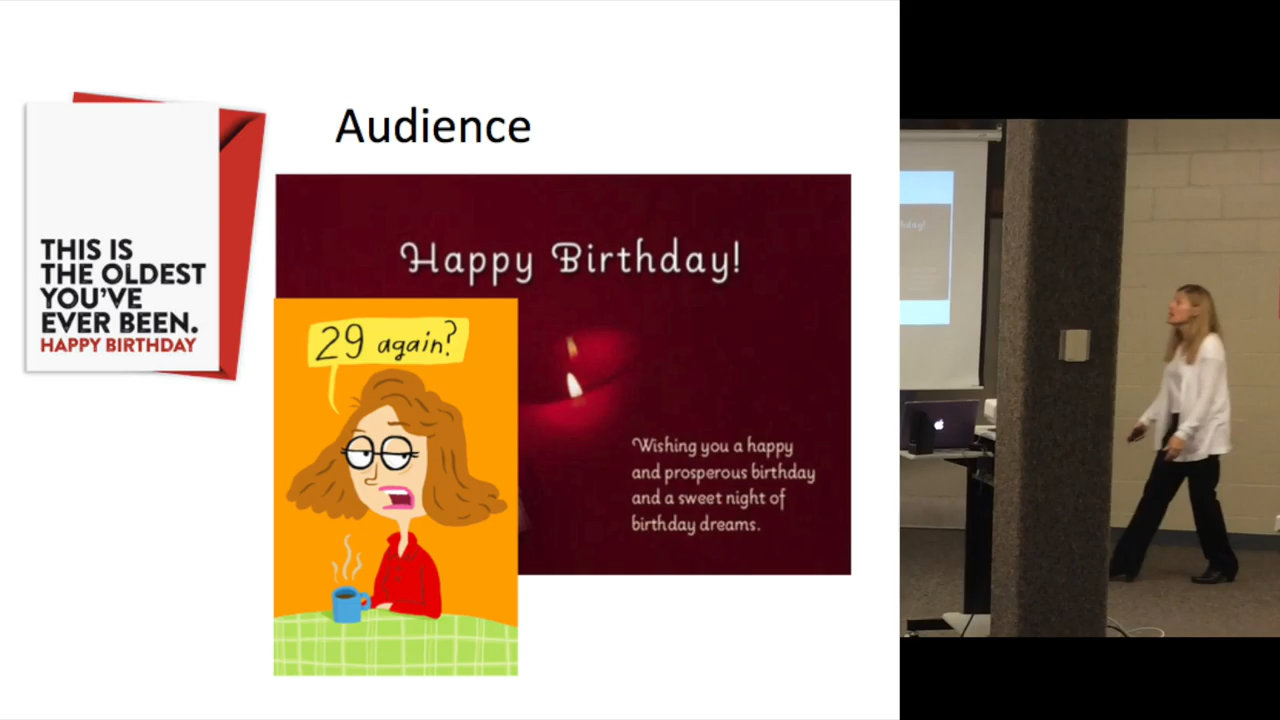 Audience
THIS IS
THE OLDEST
YOU'VE
EVER BEEN.
HAPPY BIRTHDAY
Happy Birthday!
29 again?
Wishing you a happy
and prosperous birthday
and a sweet night of
birthday dreams.